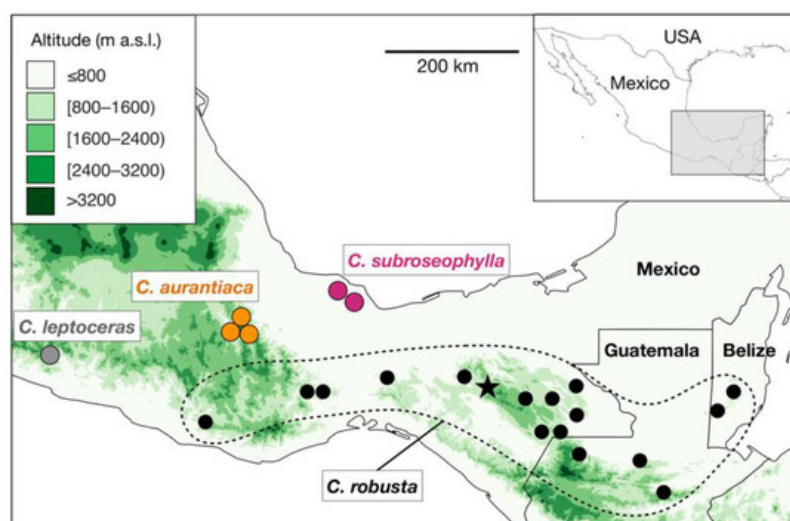 Altitude (m a.s.l.)
≤800
[800–1600)
[1600–2400)
[2400–3200)
>3200
200 km
USA
Mexico
C. subroseophylla
Mexico
C. aurantiaca
C. leptoceras
Guatemala
Belize
C. robusta